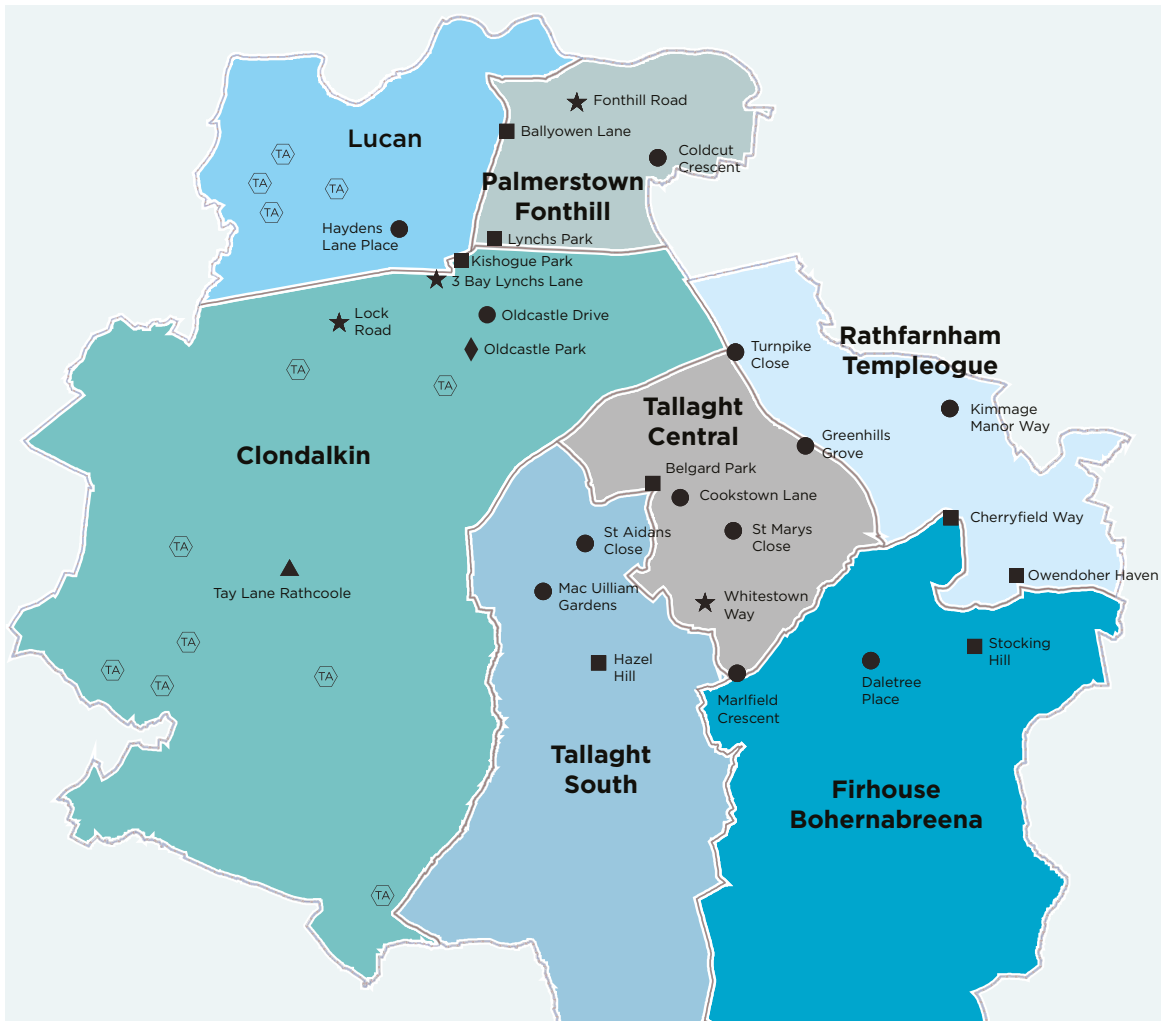 Fonthill Road
Ballyowen Lane
Lucan
Coldcut
Crescent
TA
TA
TA
TA
Palmerstown
Fonthill
Haydens
Lane Place
Lynchs Park
Kishogue Park
3 Bay Lynchs Lane
Lock
Road
Oldcastle Drive
Oldcastle Park
TA
TA
Turnpike
Close
Rathfarnham
Templeogue
Kimmage
Manor Way
Tallaght
Central
Greenhills
Grove
Clondalkin
Belgard Park
Cookstown Lane
St Aidans
Close
St Marys
Close
Cherryfield Way
TA
Tay Lane Rathcoole
Mac Uilliam
Gardens
Whitestown
Way
Owendoher Haven
TA
TA
TA
TA
Hazel
Hill
Stocking
Hill
Daletree
Place
Marlfield
Crescent
Tallaght
South
Firhouse
Bohernabreena
TA